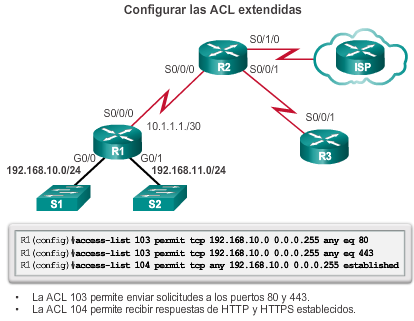 Configurar las ACL extendidas
S0/1/0
R2
ISP
S0/0/0
S0/0/1
S0/0/0
10.1.1.1./30
S0/0/1
R1
R3
G0/0
G0/1
192.168.10.0/24
192.168.11.0/24
S1
S2
R1(config)#access-list 103 permit tcp 192.168.10.0 0.0.0.255 any eq 80
R1(config)#access-list 103 permit tcp 192.168.10.0 0.0.0.255 any eq 443
R1(config)#access-list 104 permit tcp any 192.168.10.0 0.0.0.255 established
• La ACL 103 permite enviar solicitudes a los puertos 80 y 443.
• La ACL 104 permite recibir respuestas de HTTP y HTTPS establecidos.